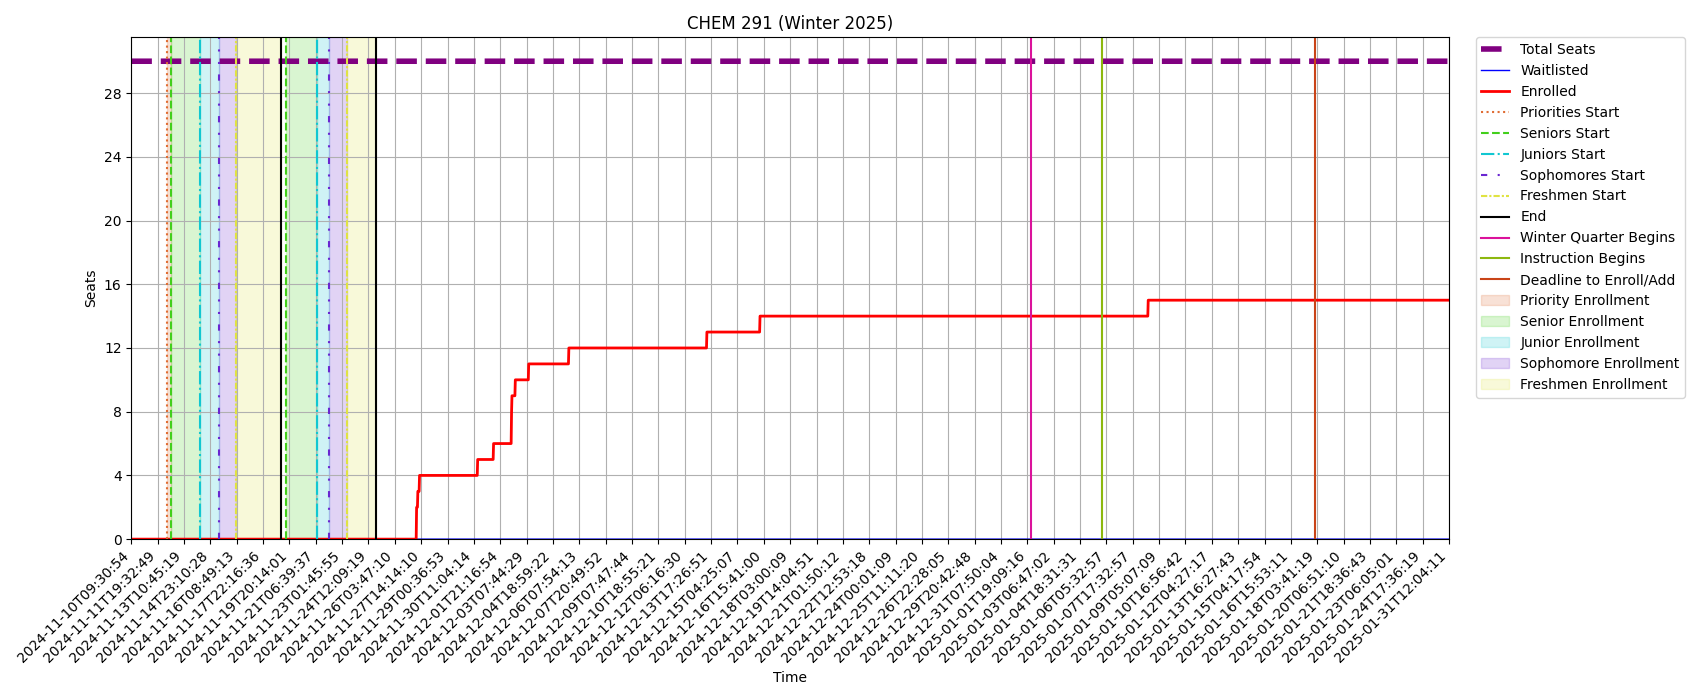 CHEM 291 (Winter 2025)
Seats
28
24
20
16
12
8
4
0
2024-11-10T09:30:54
2024-11-11T19:32:49
2024-11-13T10:45:19
2024-11-14T23:10:28
2024-11-16T08:49:13
2024-11-17T22:16:36
2024-11-19T20:14:01
2024-11-21T06:39:37
2024-11-23T01:45:55
2024-11-24T12:09:19
2024-11-26T03:47:10
2024-11-27T14:14:10
2024-11-29T00:36:53
2024-11-30T11:04:14
2024-12-01T21:16:54
2024-12-03T07:44:29
2024-12-04T18:59:22
2024-12-06T07:54:13
2024-12-07T20:49:52
2024-12-09T07:47:44
2024-12-10T18:55:21
2024-12-12T06:16:30
2024-12-13T17:26:51
2024-12-15T04:25:07
2024-12-16T15:41:00
2024-12-18T03:00:09
2024-12-19T14:04:51
2024-12-21T01:50:12
2024-12-22T12:53:18
2024-12-24T00:01:09
2024-12-25T11:11:20
2024-12-26T22:28:05
2024-12-29T20:42:48
2024-12-31T07:50:04
2025-01-01T19:09:16
2025-01-03T06:47:02
2025-01-04T18:31:31
2025-01-06T05:32:57
2025-01-07T17:32:57
2025-01-09T05:07:09
2025-01-10T16:56:42
2025-01-12T04:27:17
2025-01-13T16:27:43
2025-01-15T04:17:54
2025-01-16T15:53:11
2025-01-18T03:41:19
2025-01-20T06:51:10
2025-01-21T18:36:43
2025-01-23T06:05:01
2025-01-24T17:36:19
2025-01-31T12:04:11
Time
Total Seats
Waitlisted
Enrolled
Priorities Start
Seniors Start
Juniors Start
Sophomores Start
Freshmen Start
End
Winter Quarter Begins
Instruction Begins
Deadline to Enroll/Add
Priority Enrollment
Senior Enrollment
Junior Enrollment
Sophomore Enrollment
Freshmen Enrollment